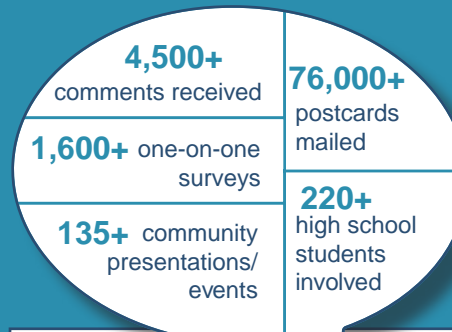 4,500+
comments received
1,600+ one-on-one
surveys
135+ community
presentations/
events
76,000+
postcards
mailed
220+
high school
students
involved